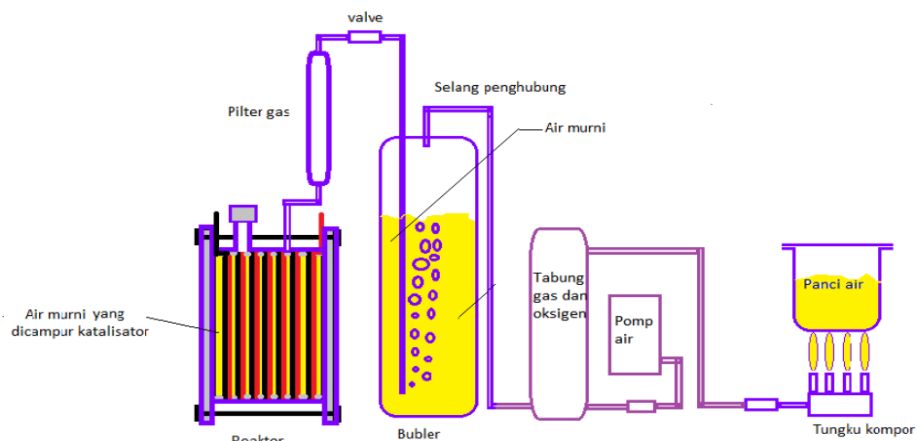 valve
Selang penghubung
Pilter gas
Air murni
Tabung
gas dan
oksigen
Pomp
air
Panci air
Air murni yang
dicampur katalisator
Reaktor
Bubler
Tungku kompor